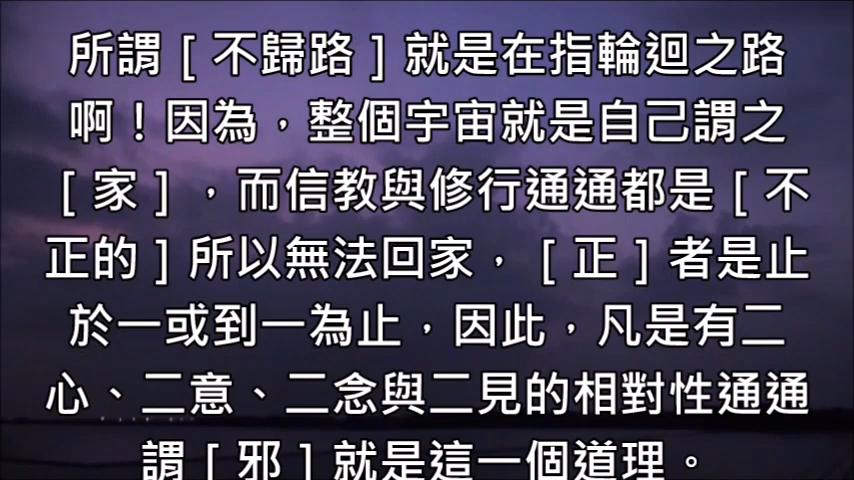 所謂［不歸路］就是在指輪迴之路
啊！因為，整個宇宙就是自己謂之
［家］，而信教與修行通通都是［不
正的］所以無法回家，［正］者是止
於一或到一為止，因此，凡是有二
心、二意、二念與二見的相對性通通
謂［邪］就是這一個道理。